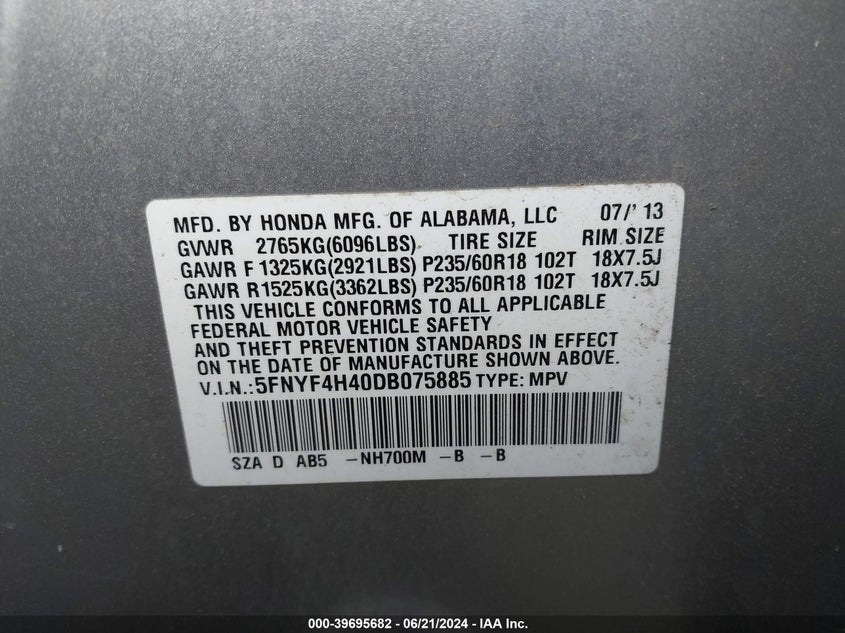 MFD. BY HONDA MFG. OF ALABAMA, LLC 07/' 13
GVWR 2765KG(6096LBS) TIRE SIZE RIM SIZE
GAWR F 1325KG(2921LBS) P235/60R18 102T 18X7.5J
GAWR R1525KG(3362LBS) P235/60R18 102T 18X7.5J
THIS VEHICLE CONFORMS TO ALL APPLICABLE
FEDERAL MOTOR VEHICLE SAFETY
AND THEFT PREVENTION STANDARDS IN EFFECT
ON THE DATE OF MANUFACTURE SHOWN ABOVE.
V.I.N.:5FNYF4H40DB075885 TYPE: MPV
SZA D AB5 -NH700M -B -B
000-39695682 - 06/21/2024 - IAA Inc.